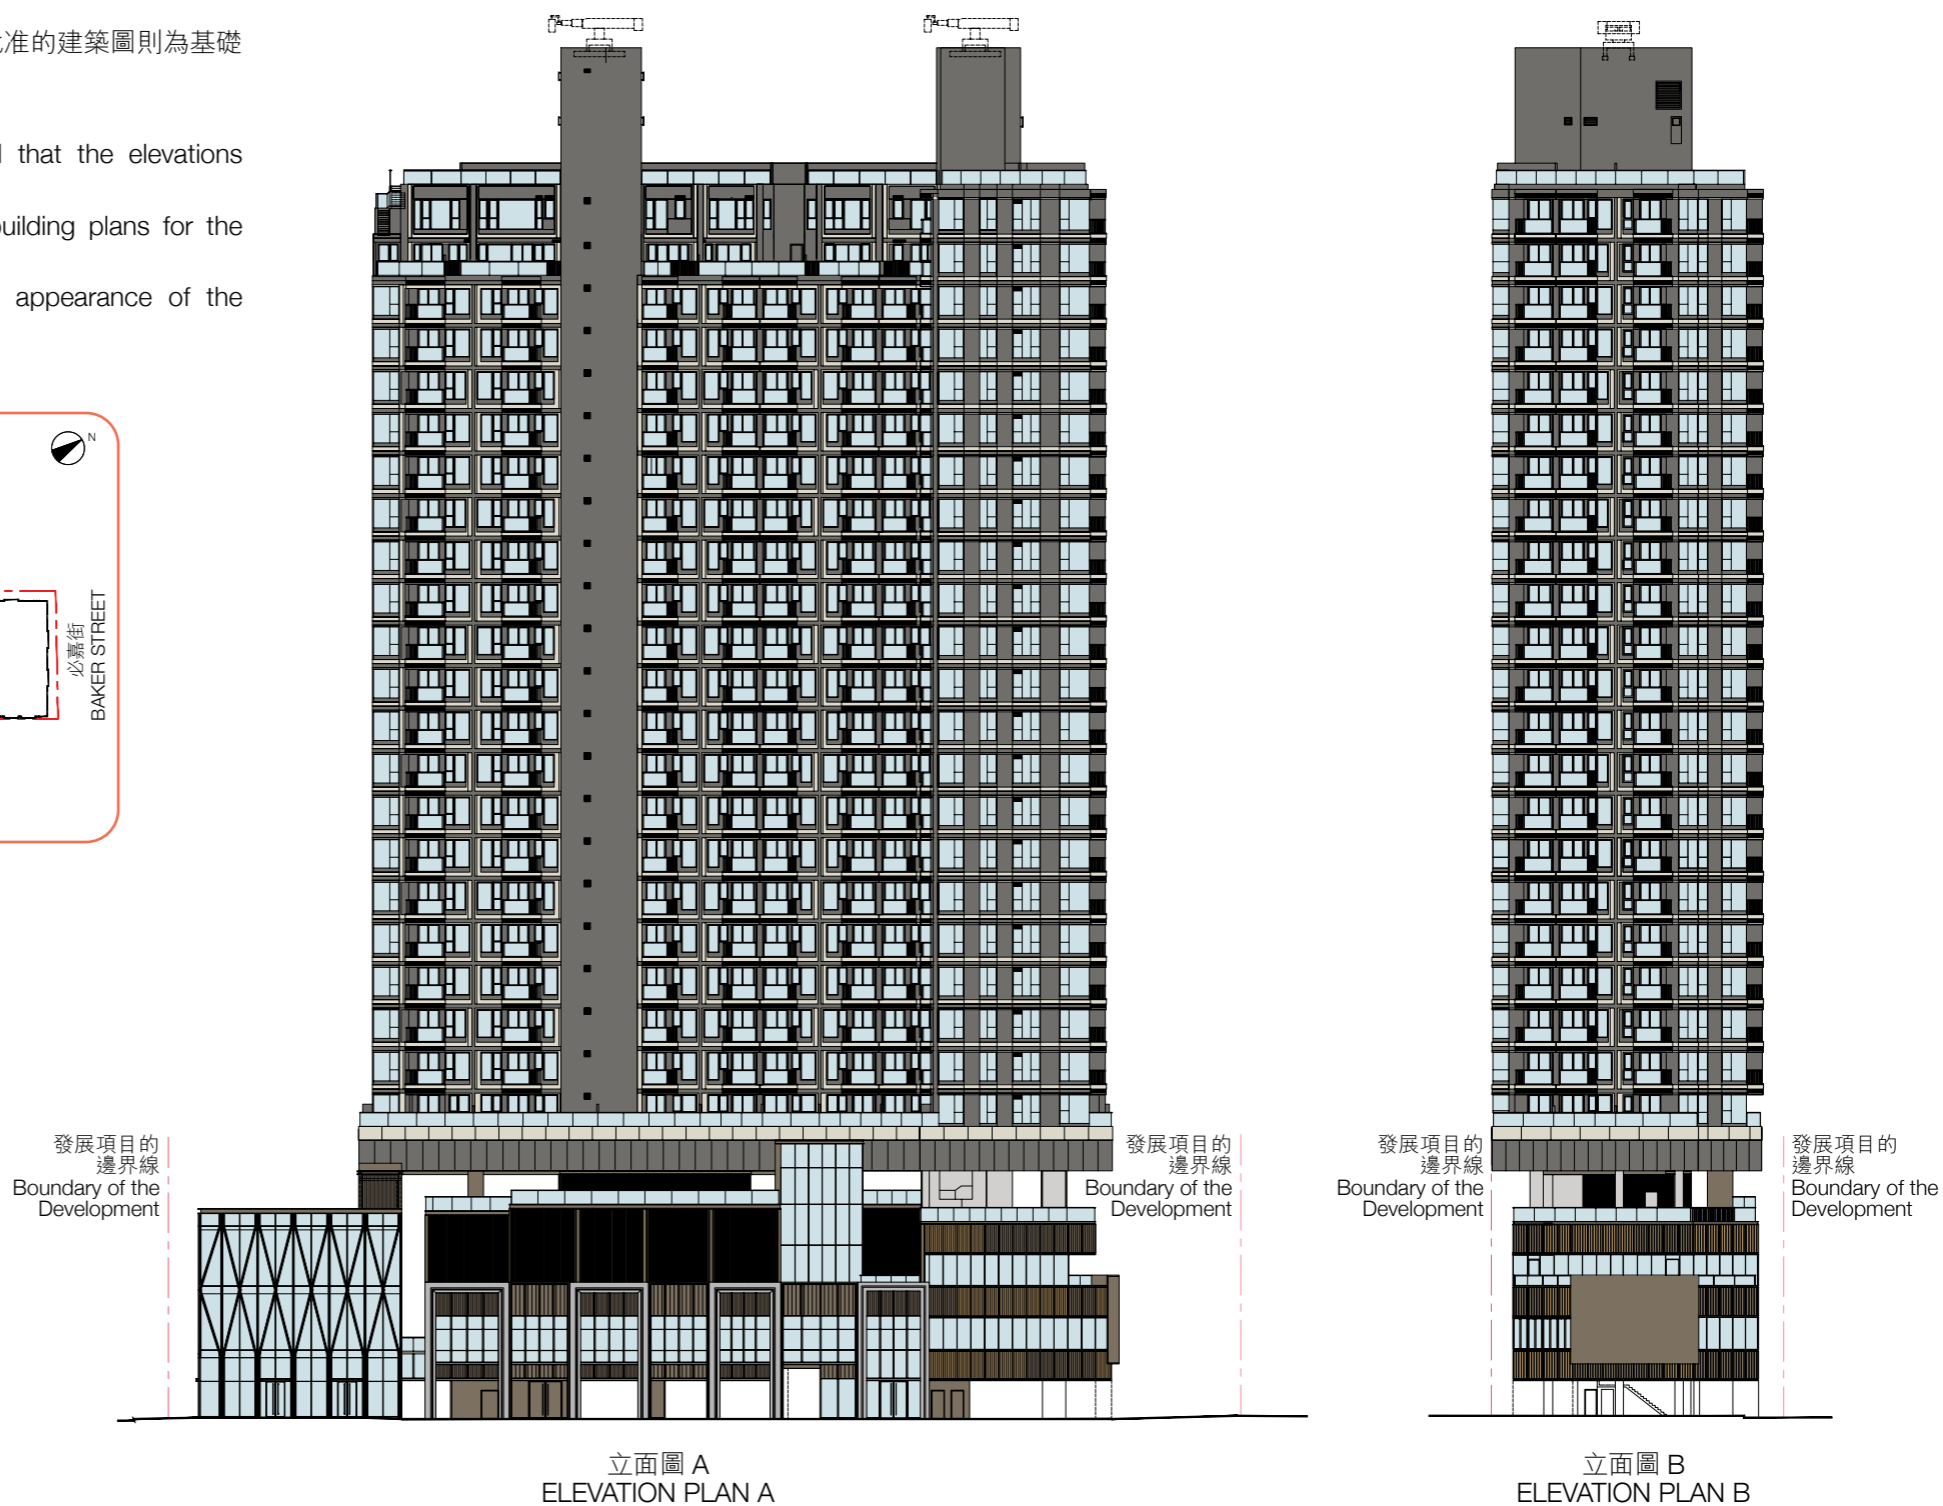 批准的建築圖則為基礎
that the elevations
building plans for the
appearance of the
N
必嘉街
BAKER STREET
發展項目的
邊界線
Boundary of the
Development
發展項目的
邊界線
Boundary of the
Development
立面圖 A
ELEVATION PLAN A
發展項目的
邊界線
Boundary of the
Development
發展項目的
邊界線
Boundary of the
Development
立面圖 B
ELEVATION PLAN B